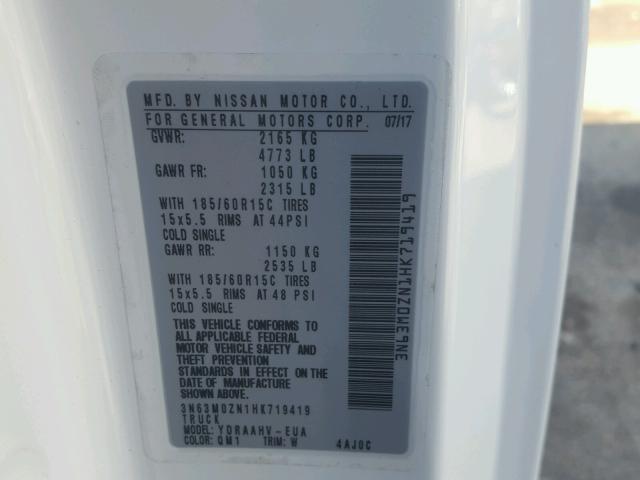 MFD. BY NISSAN MOTOR CO., LTD.
FOR GENERAL MOTORS CORP. 07/17
GVWR: 2165 KG
4773 LB
GAWR FR: 1050 KG
2315 LB
WITH 185/60R15C TIRES
15x5.5 RIMS AT 44PSI
COLD SINGLE
GAWR RR: 1150 KG
2535 LB
WITH 185/60R15C TIRES
15x5.5 RIMS AT 48 PSI
COLD SINGLE
THIS VEHICLE CONFORMS TO
ALL APPLICABLE FEDERAL
MOTOR VEHICLE SAFETY AND
THEFT PREVENTION
STANDARDS IN EFFECT ON
THE DATE OF MANUFACTURE
SHOWN ABOVE.
3N63M0ZN1HK719419
TRUCK
MODEL: YDRAAHV-EUA
COLOR: QM1 TRIM: W 4AJ0C
3N63M0ZN1HK719419